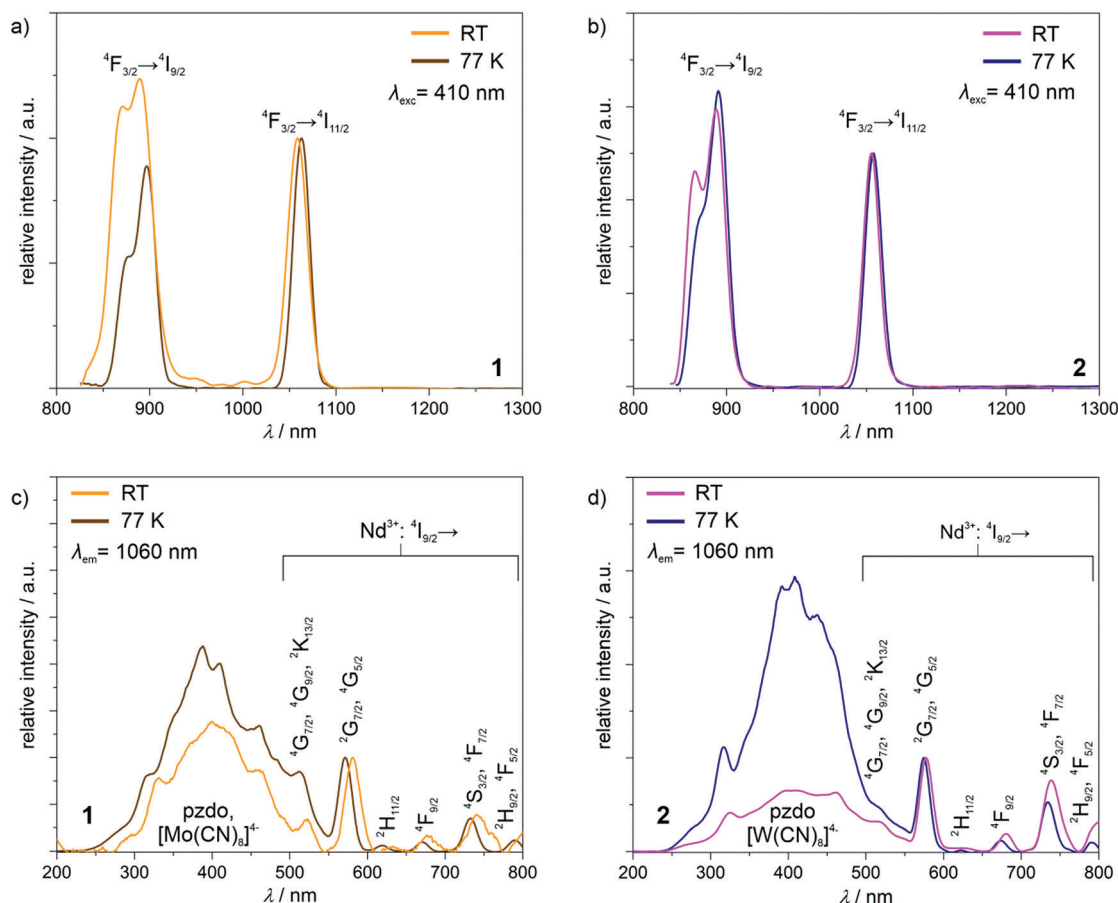 a)
RT
77 K
λexc= 410 nm
⁴F₃/₂→⁴I₉/₂
⁴F₃/₂→⁴I₁₁/₂
relative intensity / a.u.
1
800 900 1000 1100 1200 1300
λ / nm
b)
RT
77 K
λexc= 410 nm
⁴F₃/₂→⁴I₉/₂
⁴F₃/₂→⁴I₁₁/₂
relative intensity / a.u.
2
800 900 1000 1100 1200 1300
λ / nm
c)
RT
77 K
λem= 1060 nm
Nd³⁺: ⁴I₉/₂→
⁴G₇/₂, ⁴G₉/₂, ²K₁₃/₂
²G₇/₂, ⁴G₅/₂
²H₁₁/₂
⁴F₉/₂
⁴S₃/₂, ⁴F₇/₂
²H₉/₂, ⁴F₅/₂
relative intensity / a.u.
1
pzdo,
[Mo(CN)₈]⁴⁻
200 300 400 500 600 700 800
λ / nm
d)
RT
77 K
λem= 1060 nm
Nd³⁺: ⁴I₉/₂→
⁴G₇/₂, ⁴G₉/₂, ²K₁₃/₂
²G₇/₂, ⁴G₅/₂
²H₁₁/₂
⁴F₉/₂
⁴S₃/₂, ⁴F₇/₂
²H₉/₂, ⁴F₅/₂
relative intensity / a.u.
2
pzdo
[W(CN)₈]⁴⁻
200 300 400 500 600 700 800
λ / nm